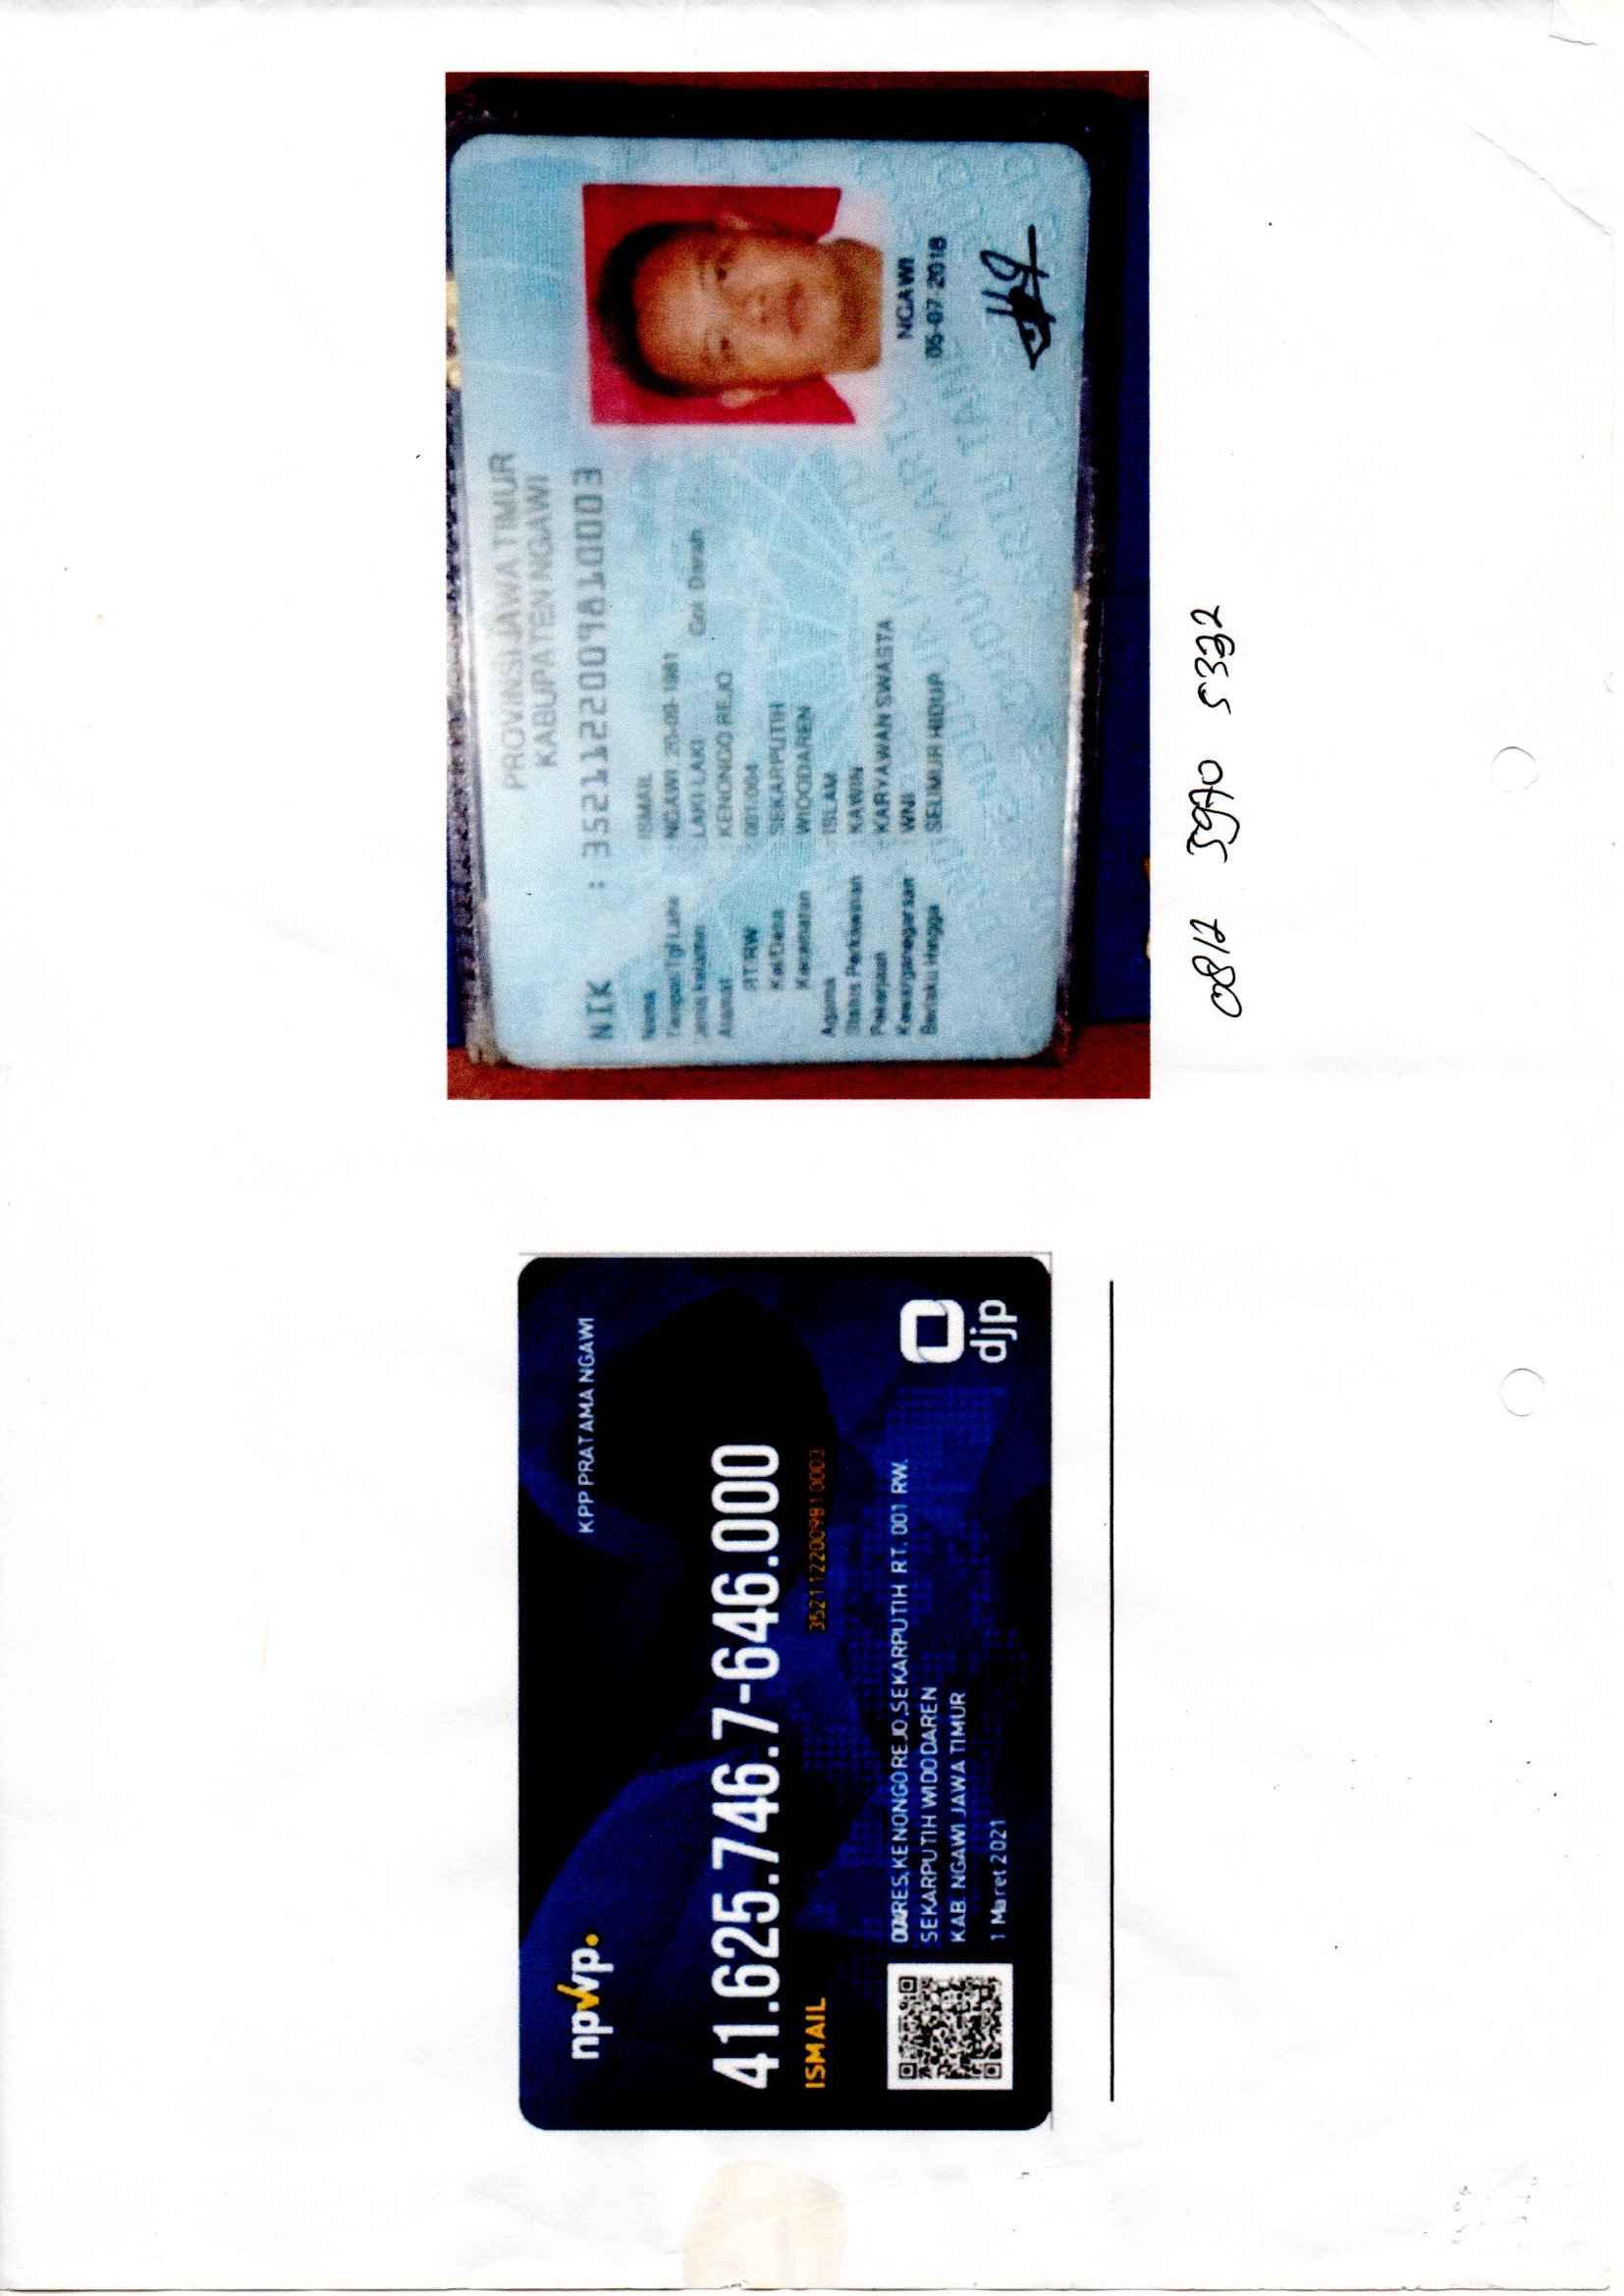 npwp.
KPP PRATAMA NGAWI
41.625.746.7-646.000
ISMAIL
3521122009810003
RES,KENONGOREJO,SEKARPUTIH RT. 001 RW.
SEKARPUTIH WIDODAREN
KAB. NGAWI JAWA TIMUR
1 Maret 2021
djp
PROVINSI JAWA TIMUR
KABUPATEN NGAWI
NIK : 3521122009810003
Nama : ISMAIL
Tempat/Tgl Lahir : NGAWI, 20-09-1981
Jenis kelamin : LAKI-LAKI Gol. Darah -
Alamat : KENONGO REJO
RT/RW : 001/004
Kel/Desa : SEKARPUTIH
Kecamatan : WIDODAREN
Agama : ISLAM
Status Perkawinan : KAWIN
Pekerjaan : KARYAWAN SWASTA
Kewarganegaraan : WNI
Berlaku Hingga : SEUMUR HIDUP
NGAWI
05-07-2018
0812 5970 5332